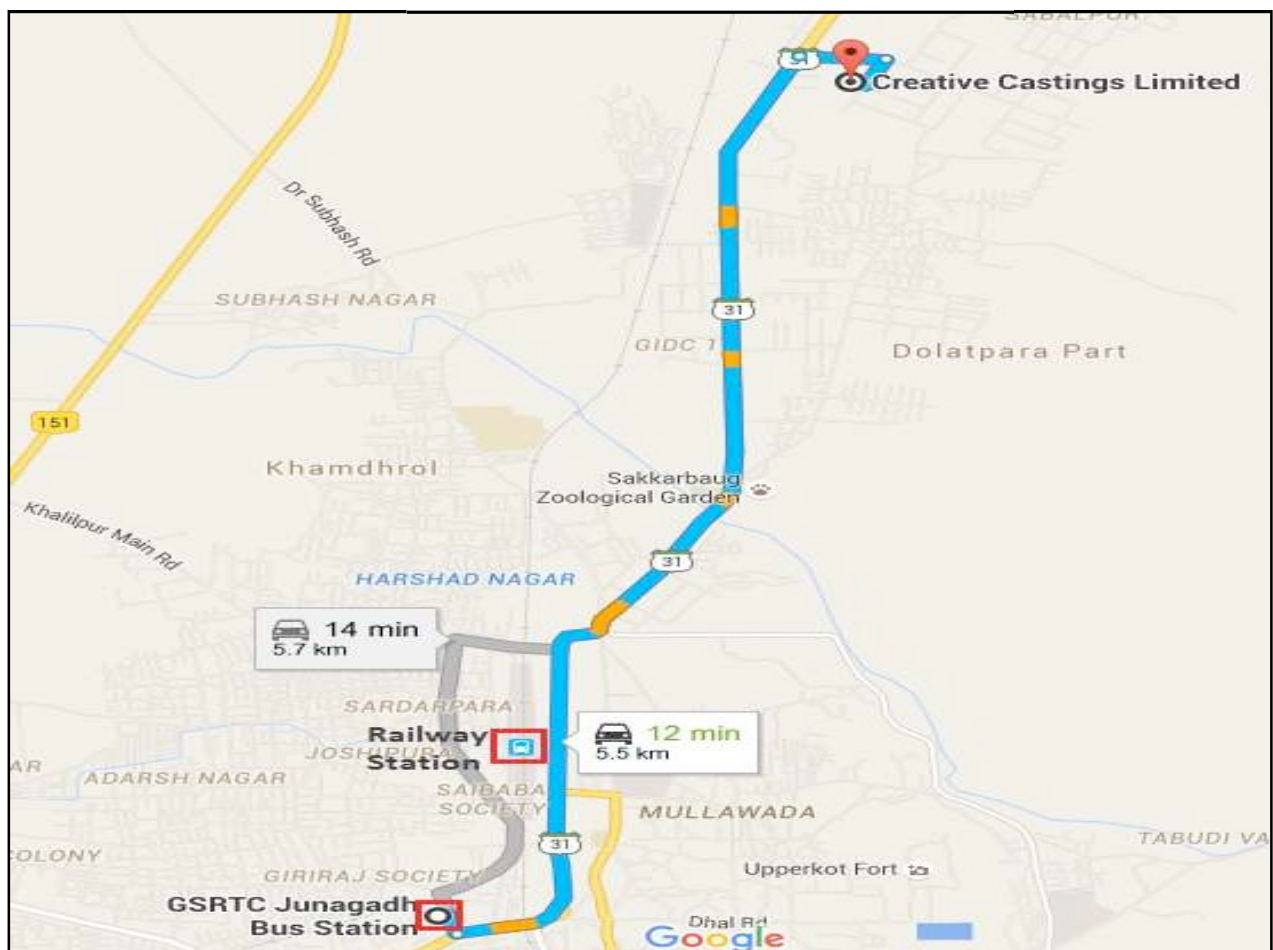 SABALPUR
Creative Castings Limited
Dr Subhash Rd
SUBHASH NAGAR
31
GIDC 1
Dolatpara Part
151
Khamdhrol
Sakkarbaug
Zoological Garden
Khalilpur Main Rd
31
HARSHAD NAGAR
14 min
5.7 km
SARDARPARA
Railway
Station
12 min
5.5 km
JOSHIPURA
AR
ADARSH NAGAR
SAIBABA
SOCIETY
MULLAWADA
31
TABUDI VA
COLONY
GIRIRAJ SOCIETY
Upperkot Fort
GSRTC Junagadh
Bus Station
Dhal Rd
Google